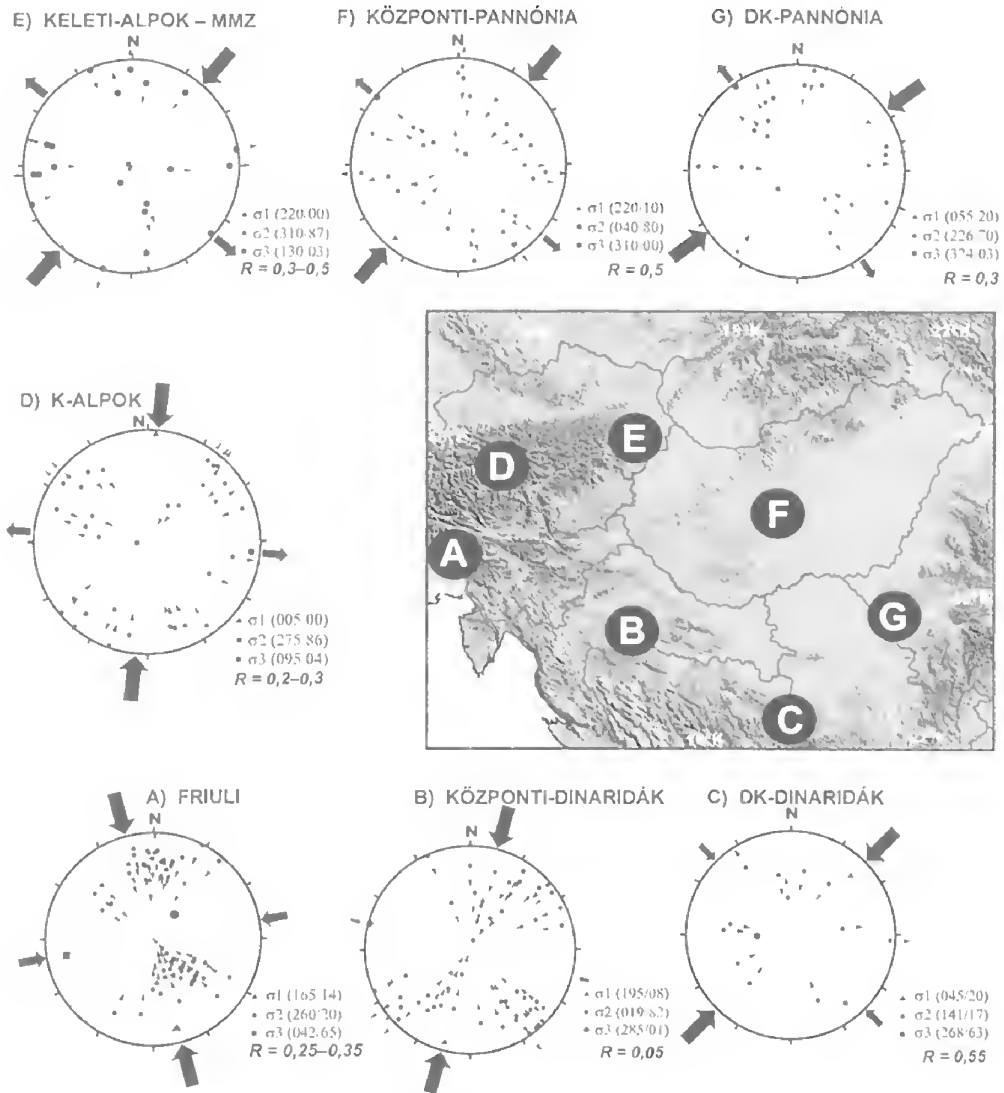 E) KELETI-ALPOK – MMZ
N
σ1 (220/00)
σ2 (310/87)
σ3 (130/03)
R = 0,3–0,5
F) KÖZPONTI-PANNÓNIA
N
σ1 (220/10)
σ2 (040/80)
σ3 (310/00)
R = 0,5
G) DK-PANNÓNIA
N
σ1 (055/20)
σ2 (226/70)
σ3 (324/03)
R = 0,3
D) K-ALPOK
N
σ1 (005/00)
σ2 (275/86)
σ3 (095/04)
R = 0,2–0,3
E
D
F
A
B
G
C
A) FRIULI
N
σ1 (165/14)
σ2 (260/20)
σ3 (042/65)
R = 0,25–0,35
B) KÖZPONTI-DINARIDÁK
N
σ1 (195/08)
σ2 (019/82)
σ3 (285/01)
R = 0,05
C) DK-DINARIDÁK
N
σ1 (045/20)
σ2 (141/17)
σ3 (268/63)
R = 0,55